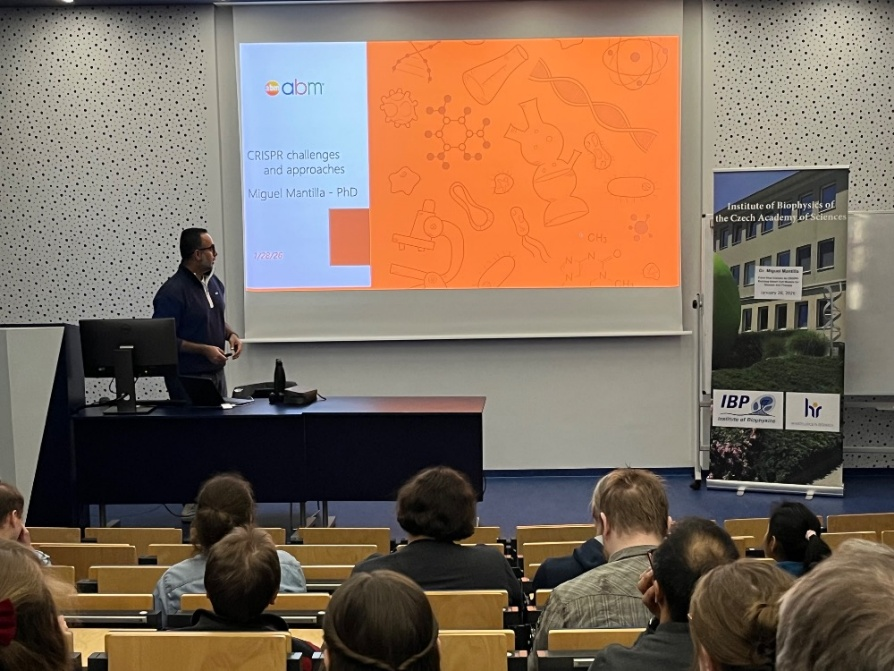 abm
CRISPR challenges
and approaches
Miguel Mantilla - PhD
CH₃
Institute of Biophysics of
the Czech Academy of Sciences
Dr. Miguel Mantilla
IBP
Institute of Biophysics
hr